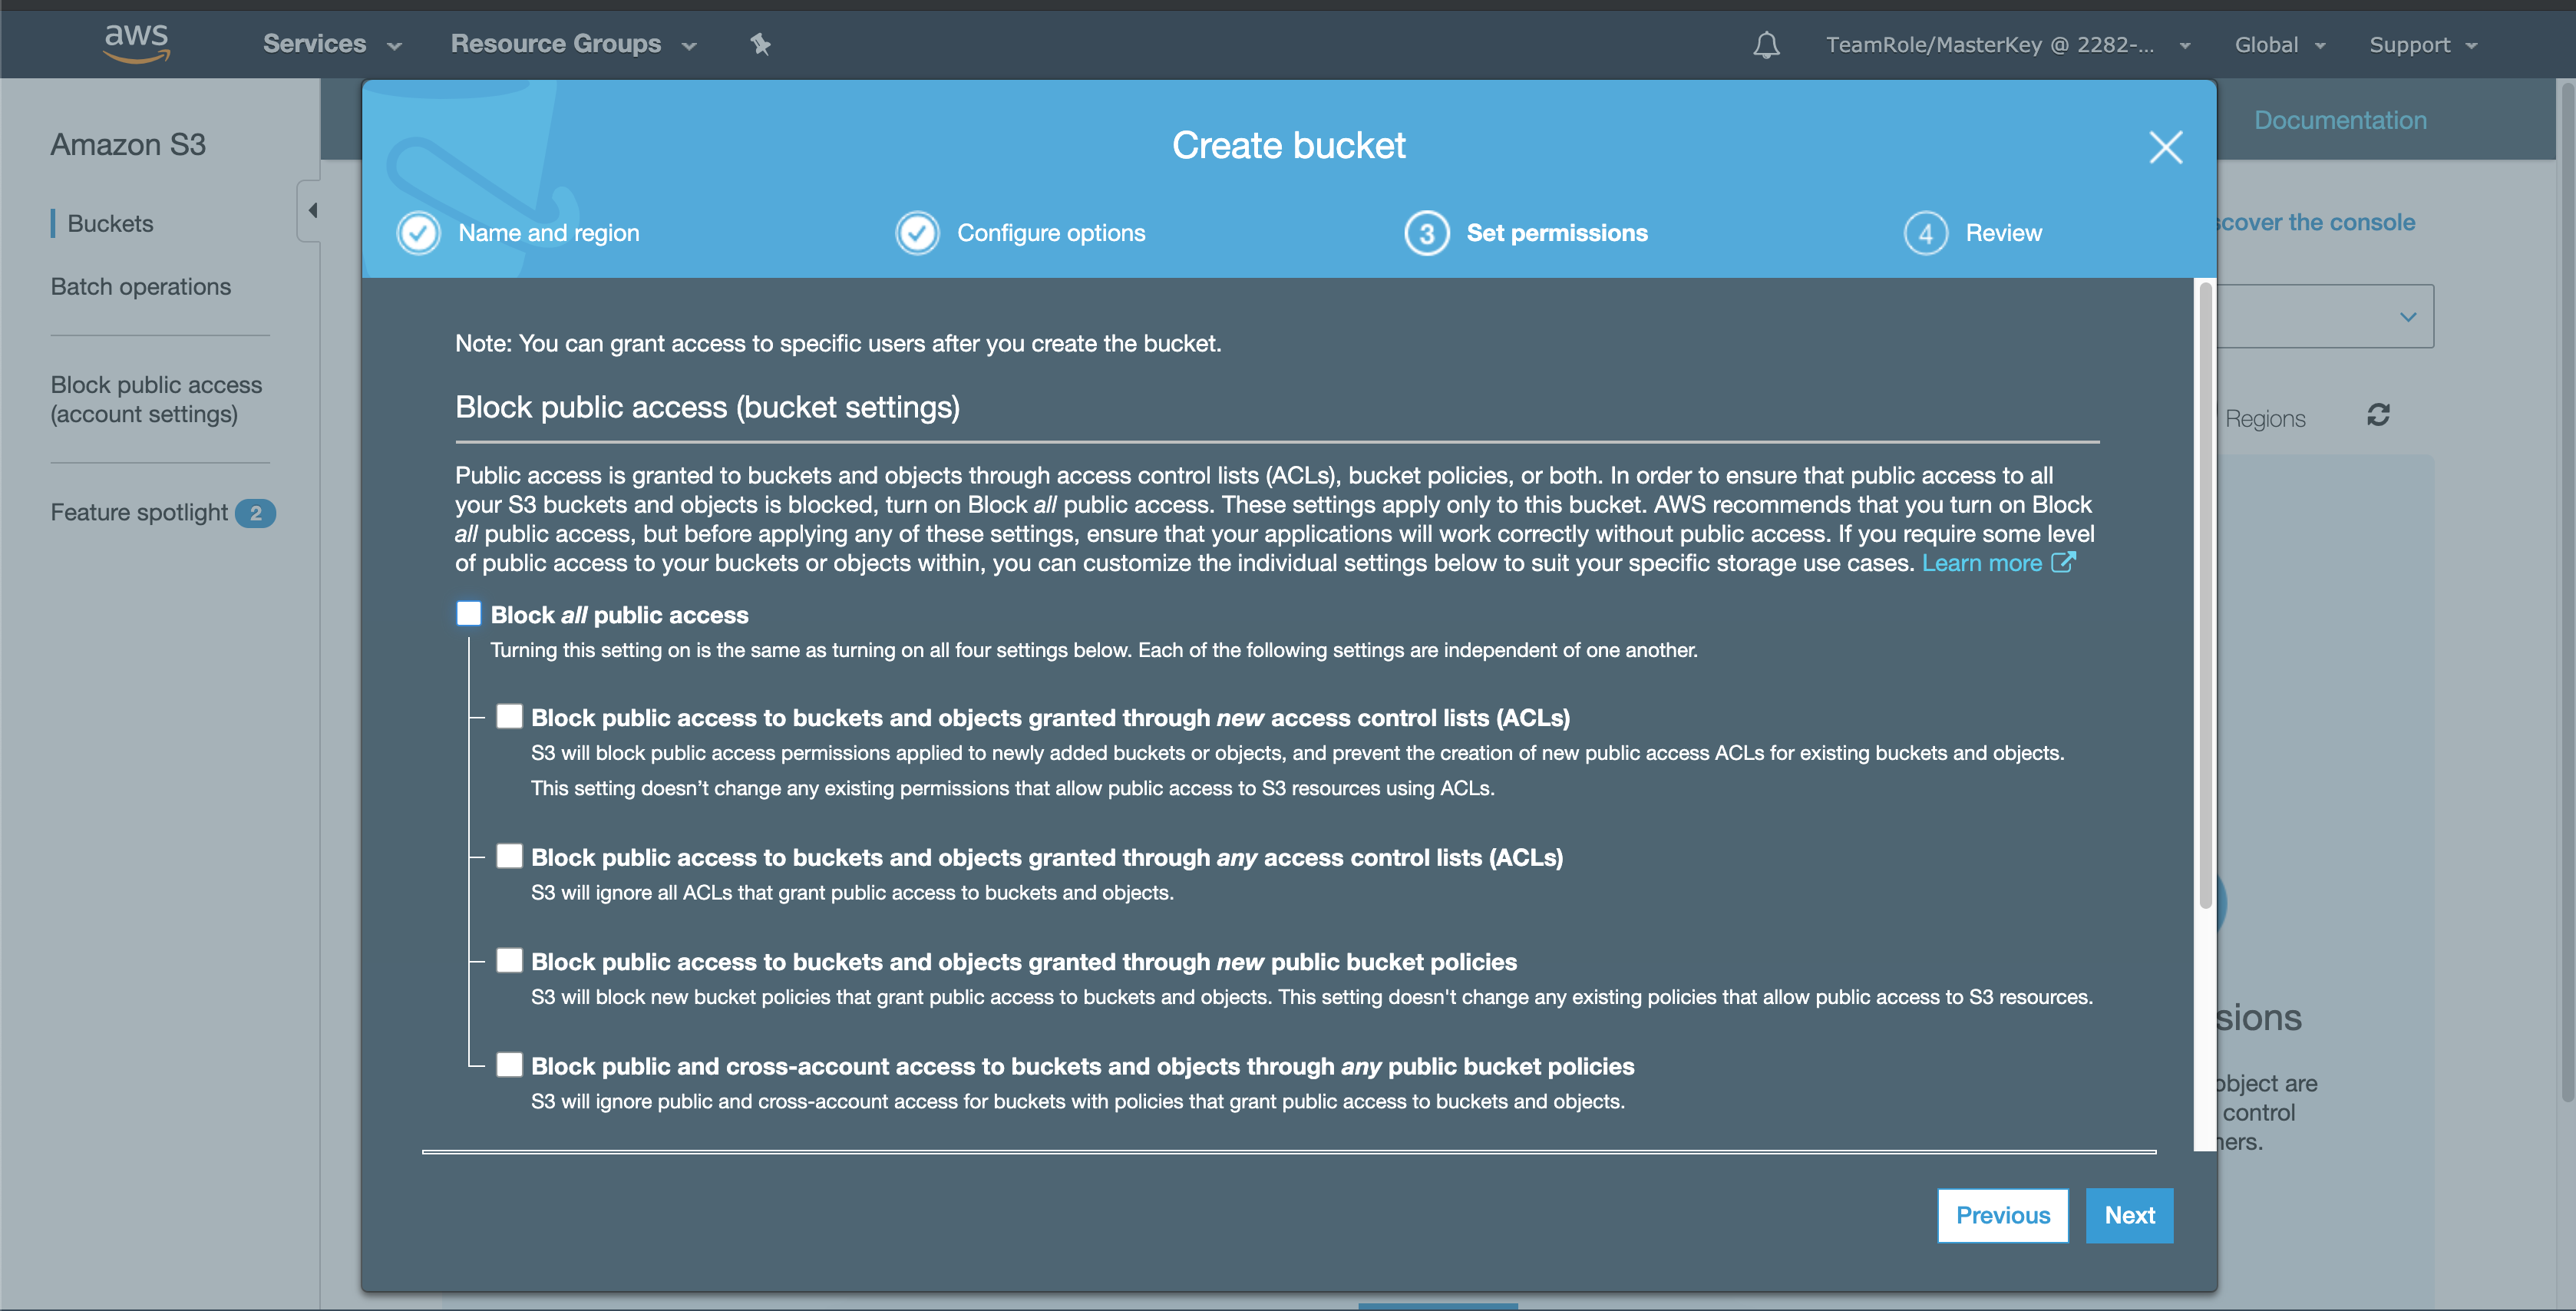 aws
Services
Resource Groups
TeamRole/MasterKey @ 2282-...
Global
Support
Amazon S3
Buckets
Batch operations
Block public access
(account settings)
Feature spotlight 2
Documentation
Create bucket
Name and region
Configure options
3 Set permissions
4 Review
scover the console
Regions
Note: You can grant access to specific users after you create the bucket.
Block public access (bucket settings)
Public access is granted to buckets and objects through access control lists (ACLs), bucket policies, or both. In order to ensure that public access to all
your S3 buckets and objects is blocked, turn on Block all public access. These settings apply only to this bucket. AWS recommends that you turn on Block
all public access, but before applying any of these settings, ensure that your applications will work correctly without public access. If you require some level
of public access to your buckets or objects within, you can customize the individual settings below to suit your specific storage use cases. Learn more
Block all public access
Turning this setting on is the same as turning on all four settings below. Each of the following settings are independent of one another.
Block public access to buckets and objects granted through new access control lists (ACLs)
S3 will block public access permissions applied to newly added buckets or objects, and prevent the creation of new public access ACLs for existing buckets and objects.
This setting doesn’t change any existing permissions that allow public access to S3 resources using ACLs.
Block public access to buckets and objects granted through any access control lists (ACLs)
S3 will ignore all ACLs that grant public access to buckets and objects.
Block public access to buckets and objects granted through new public bucket policies
S3 will block new bucket policies that grant public access to buckets and objects. This setting doesn't change any existing policies that allow public access to S3 resources.
Block public and cross-account access to buckets and objects through any public bucket policies
S3 will ignore public and cross-account access for buckets with policies that grant public access to buckets and objects.
sions
object are
control
ners.
Previous
Next